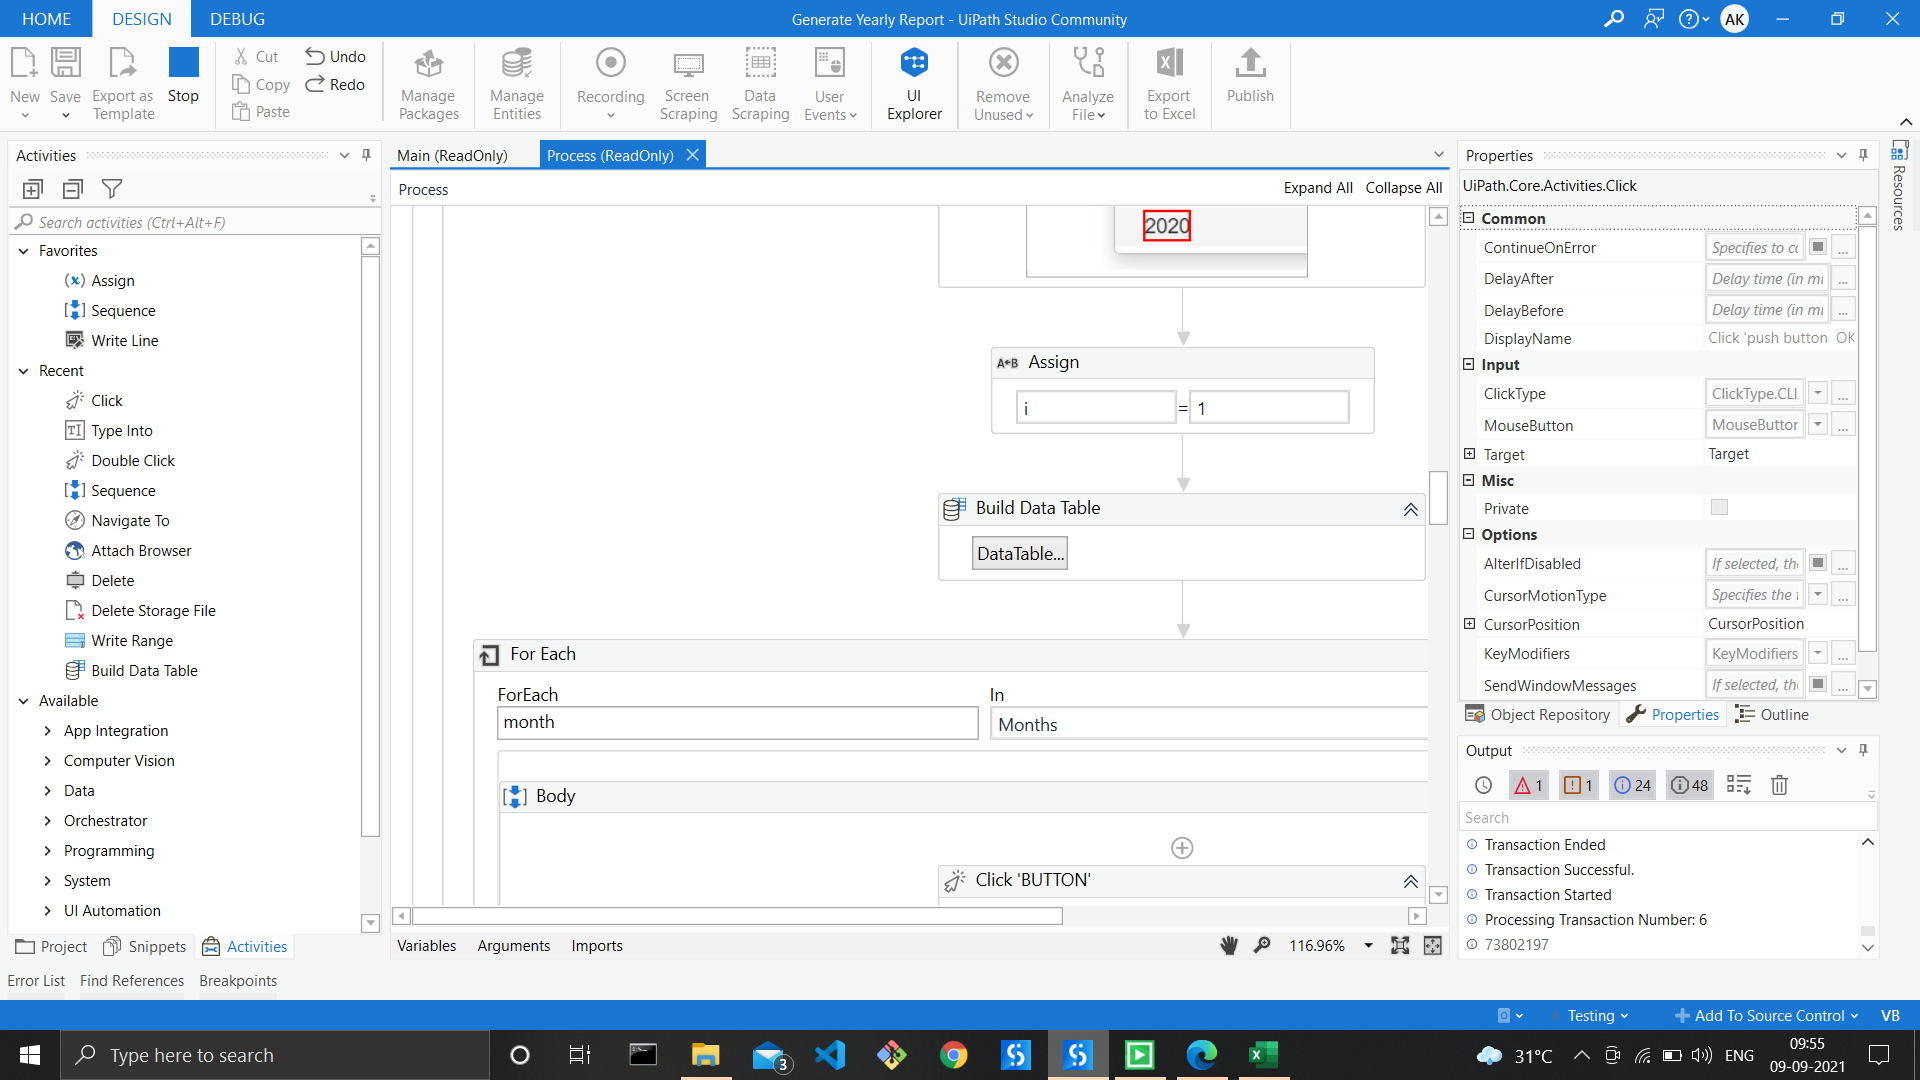 HOME
DESIGN
DEBUG
Generate Yearly Report - UiPath Studio Community
AK
New
Save
Export as
Template
Stop
Cut
Copy
Paste
Undo
Redo
Manage
Packages
Manage
Entities
Recording
Screen
Scraping
Data
Scraping
User
Events
UI
Explorer
Remove
Unused
Analyze
File
Export
to Excel
Publish
Activities
Search activities (Ctrl+Alt+F)
Favorites
Assign
Sequence
Write Line
Recent
Click
Type Into
Double Click
Sequence
Navigate To
Attach Browser
Delete
Delete Storage File
Write Range
Build Data Table
Available
App Integration
Computer Vision
Data
Orchestrator
Programming
System
UI Automation
Project
Snippets
Activities
Error List
Find References
Breakpoints
Main (ReadOnly)
Process (ReadOnly)
Process
Expand All
Collapse All
2020
A B Assign
i = 1
Build Data Table
DataTable...
For Each
ForEach
In
month
Months
Body
Click 'BUTTON'
Variables
Arguments
Imports
116.96%
Properties
UiPath.Core.Activities.Click
Common
ContinueOnError Specifies to co ...
DelayAfter Delay time (in mi ...
DelayBefore Delay time (in mi ...
DisplayName Click 'push button OK
Input
ClickType ClickType.CLI ...
MouseButton MouseButton ...
Target Target
Misc
Private
Options
AlterIfDisabled If selected, the ...
CursorMotionType Specifies the t ...
CursorPosition CursorPosition
KeyModifiers KeyModifiers ...
SendWindowMessages If selected, the ...
Object Repository
Properties
Outline
Resources
Output
1
1
24
48
Search
Transaction Ended
Transaction Successful.
Transaction Started
Processing Transaction Number: 6
73802197
Testing
Add To Source Control
VB
Type here to search
3
31°C
ENG
09:55
09-09-2021